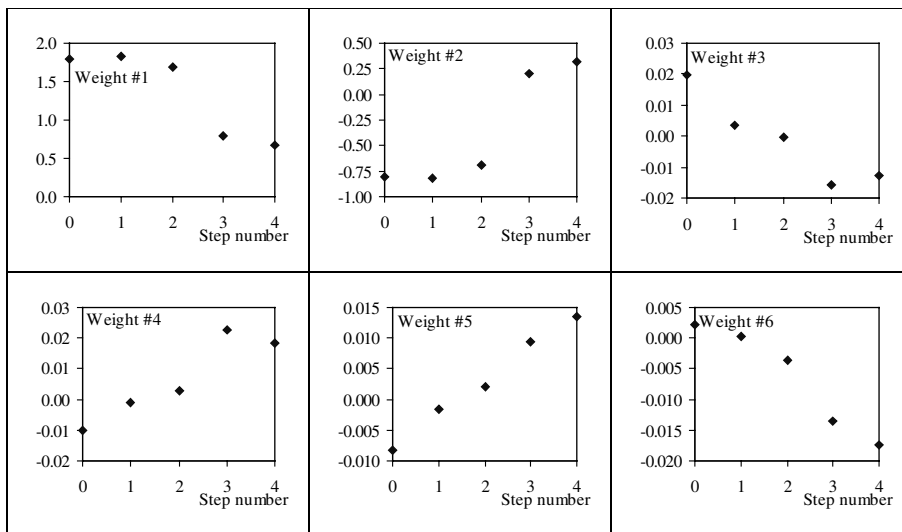 2.0
1.5
1.0
0.5
0.0
Weight #1
0 1 2 3 4
Step number
0.50
0.25
0.00
-0.25
-0.50
-0.75
-1.00
Weight #2
0 1 2 3 4
Step number
0.03
0.02
0.01
0.00
-0.01
-0.02
Weight #3
0 1 2 3 4
Step number
0.03
0.02
0.01
0.00
-0.01
-0.02
Weight #4
0 1 2 3 4
Step number
0.015
0.010
0.005
0.000
-0.005
-0.010
Weight #5
0 1 2 3 4
Step number
0.005
0.000
-0.005
-0.010
-0.015
-0.020
Weight #6
0 1 2 3 4
Step number